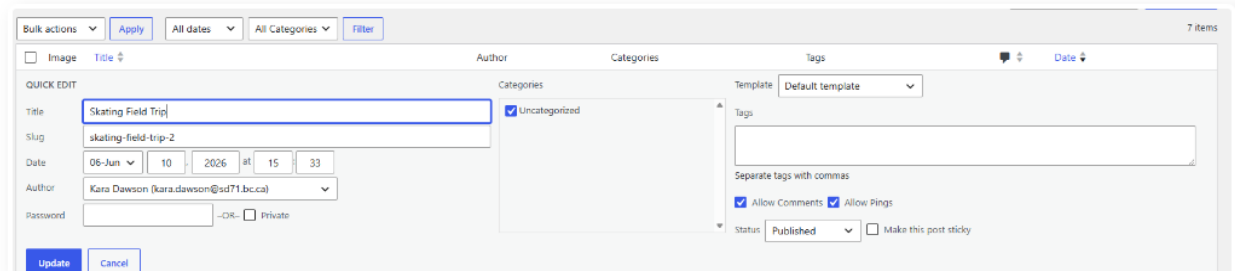 Bulk actions Apply All dates All Categories Filter 7 items
Image Title Author Categories Tags Date
QUICK EDIT
Title Skating Field Trip
Slug skating-field-trip-2
Date 06-Jun 10 , 2026 at 15 : 33
Author Kara Dawson (kara.dawson@sd71.bc.ca)
Password –OR– Private
Categories
Uncategorized
Template Default template
Tags
Separate tags with commas
Allow Comments Allow Pings
Status Published Make this post sticky
Update Cancel